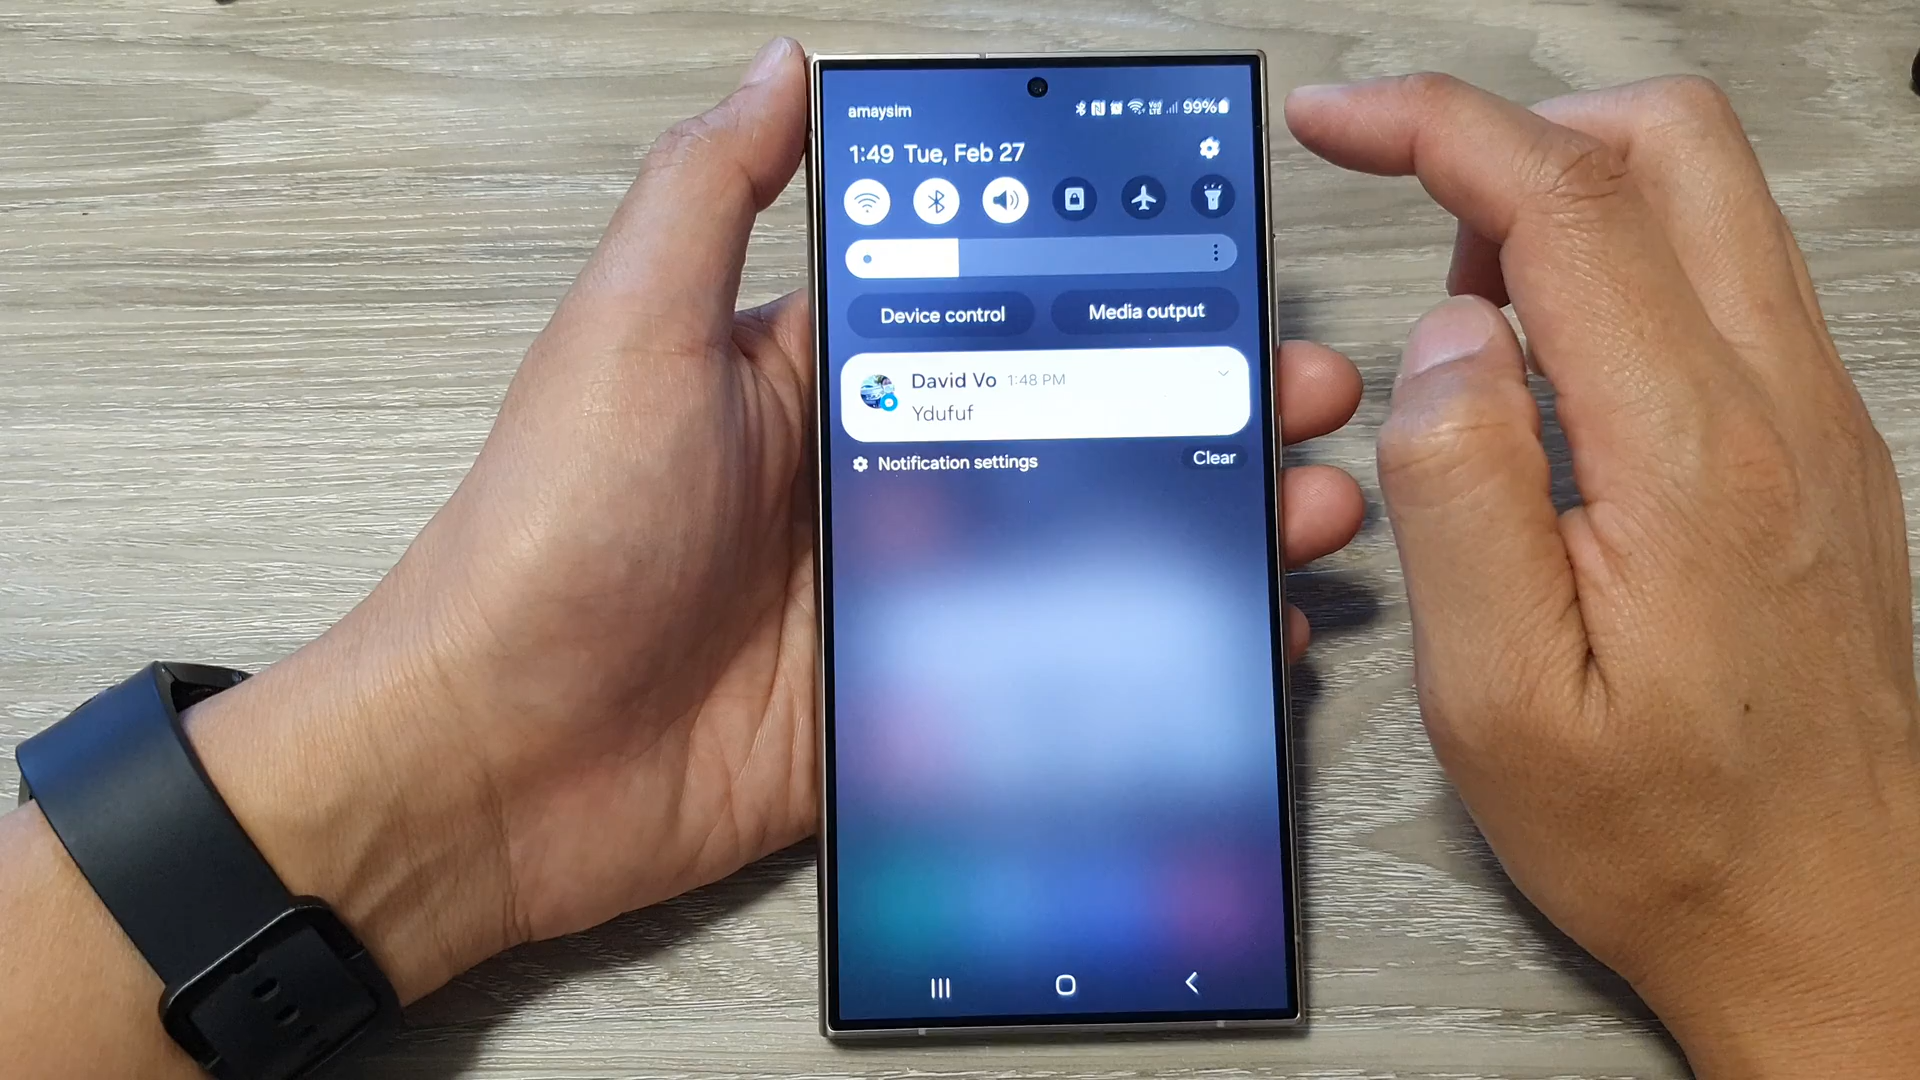 amaysim
99%
1:49 Tue, Feb 27
Device control
Media output
David Vo 1:48 PM
Ydufuf
Notification settings
Clear